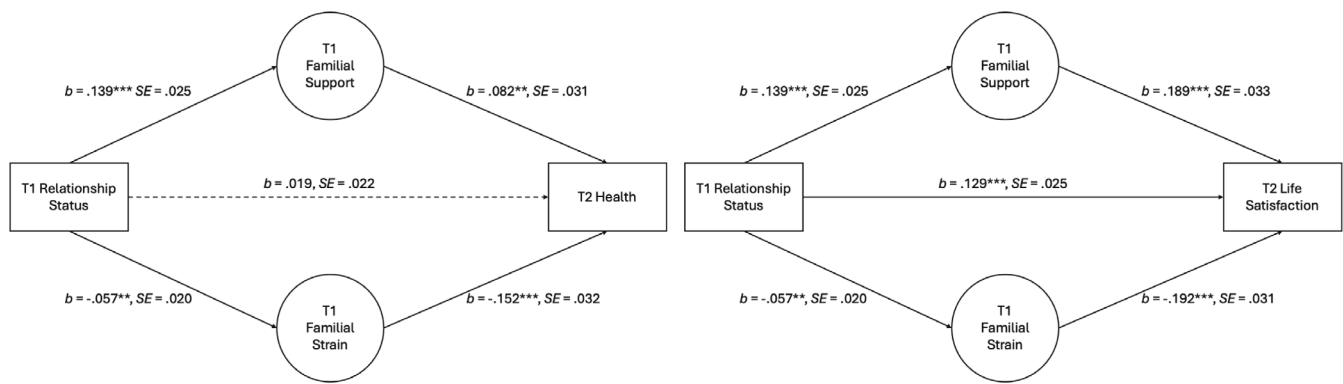 T1
Familial
Support
b = .139*** SE = .025
b = .082**, SE = .031
T1 Relationship
Status
b = .019, SE = .022
T2 Health
b = -.057**, SE = .020
b = -.152***, SE = .032
T1
Familial
Strain
T1
Familial
Support
b = .139***, SE = .025
b = .189***, SE = .033
T1 Relationship
Status
b = .129***, SE = .025
T2 Life
Satisfaction
b = -.057**, SE = .020
b = -.192***, SE = .031
T1
Familial
Strain